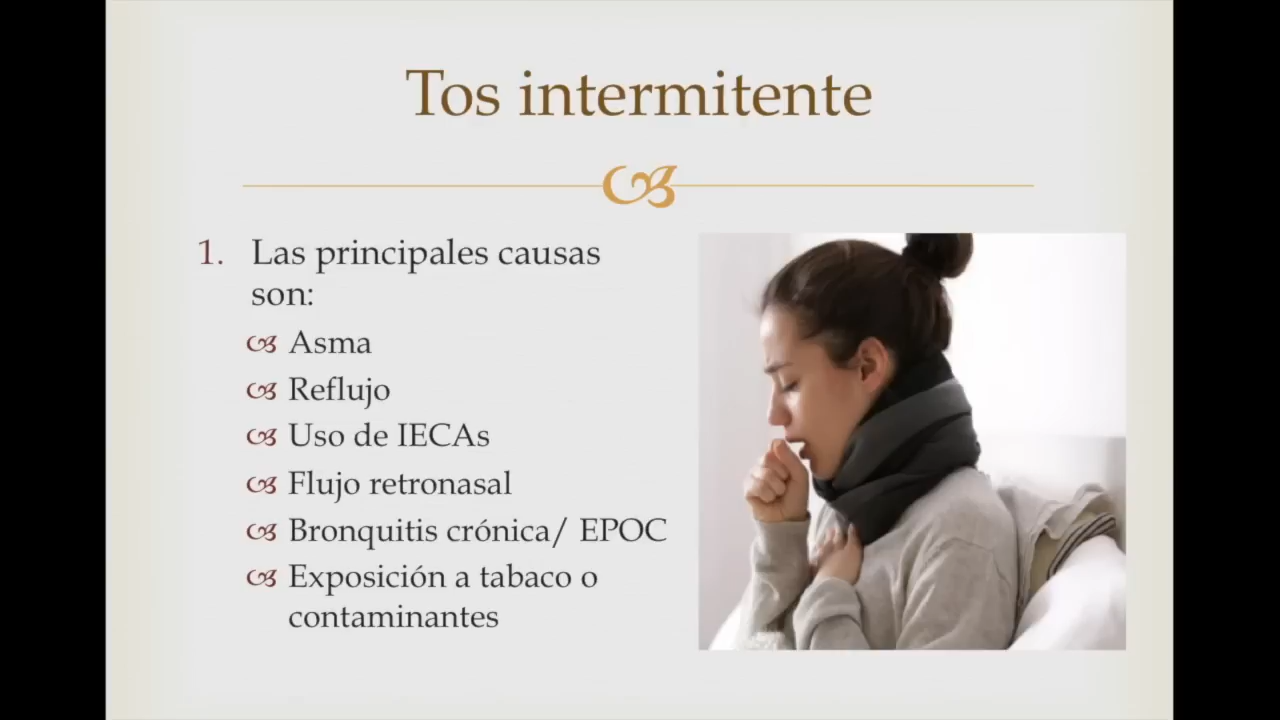 Tos intermitente
1. Las principales causas
son:
Asma
Reflujo
Uso de IECAs
Flujo retronasal
Bronquitis crónica/ EPOC
Exposición a tabaco o
contaminantes